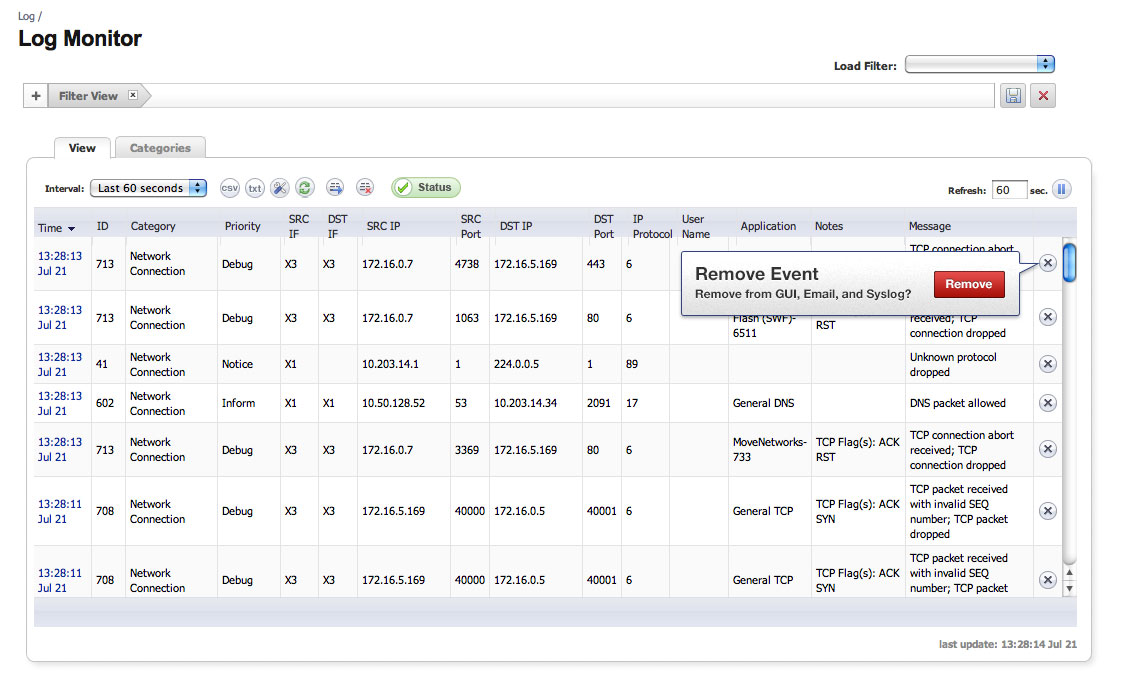 Log /
Log Monitor
Load Filter:
+ Filter View x
View Categories
Interval: Last 60 seconds csv txt Status Refresh: 60 sec.
Time ID Category Priority SRC IF DST IF SRC IP SRC Port DST IP DST Port IP Protocol User Name Application Notes Message
13:28:13 Jul 21 713 Network Connection Debug X3 X3 172.16.0.7 4738 172.16.5.169 443 6 TCP connection abort
Remove Event
Remove from GUI, Email, and Syslog?
Remove
13:28:13 Jul 21 713 Network Connection Debug X3 X3 172.16.0.7 1063 172.16.5.169 80 6 Flash (SWF)-6511 RST received; TCP connection dropped
13:28:13 Jul 21 41 Network Connection Notice X1 10.203.14.1 1 224.0.0.5 1 89 Unknown protocol dropped
13:28:13 Jul 21 602 Network Connection Inform X1 X1 10.50.128.52 53 10.203.14.34 2091 17 General DNS DNS packet allowed
13:28:13 Jul 21 713 Network Connection Debug X3 X3 172.16.0.7 3369 172.16.5.169 80 6 MoveNetworks-733 TCP Flag(s): ACK RST TCP connection abort received; TCP connection dropped
13:28:11 Jul 21 708 Network Connection Debug X3 X3 172.16.5.169 40000 172.16.0.5 40001 6 General TCP TCP Flag(s): ACK SYN TCP packet received with invalid SEQ number; TCP packet dropped
13:28:11 Jul 21 708 Network Connection Debug X3 X3 172.16.5.169 40000 172.16.0.5 40001 6 General TCP TCP Flag(s): ACK SYN TCP packet received with invalid SEQ number; TCP packet
last update: 13:28:14 Jul 21